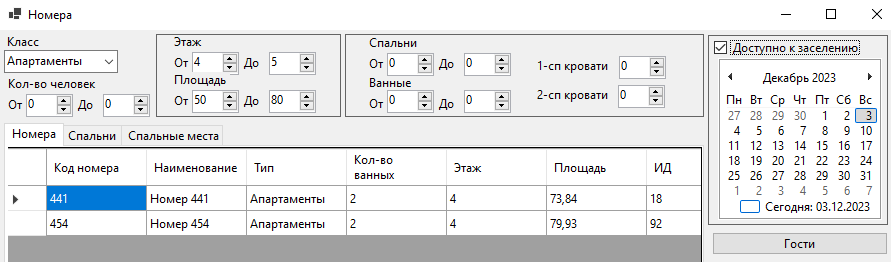 Номера
Класс
Апартаменты
Кол-во человек
От 0 До 0
Этаж
От 4 До 5
Площадь
От 50 До 80
Спальни
От 0 До 0
Ванные
От 0 До 0
1-сп кровати 0
2-сп кровати 0
Доступно к заселению
Декабрь 2023
Пн Вт Ср Чт Пт Сб Вс
27 28 29 30 1 2 3
4 5 6 7 8 9 10
11 12 13 14 15 16 17
18 19 20 21 22 23 24
25 26 27 28 29 30 31
1 2 3 4 5 6 7
Сегодня: 03.12.2023
Гости
Номера Спальни Спальные места
Код номера Наименование Тип Кол-во ванных Этаж Площадь ИД
441 Номер 441 Апартаменты 2 4 73,84 18
454 Номер 454 Апартаменты 2 4 79,93 92